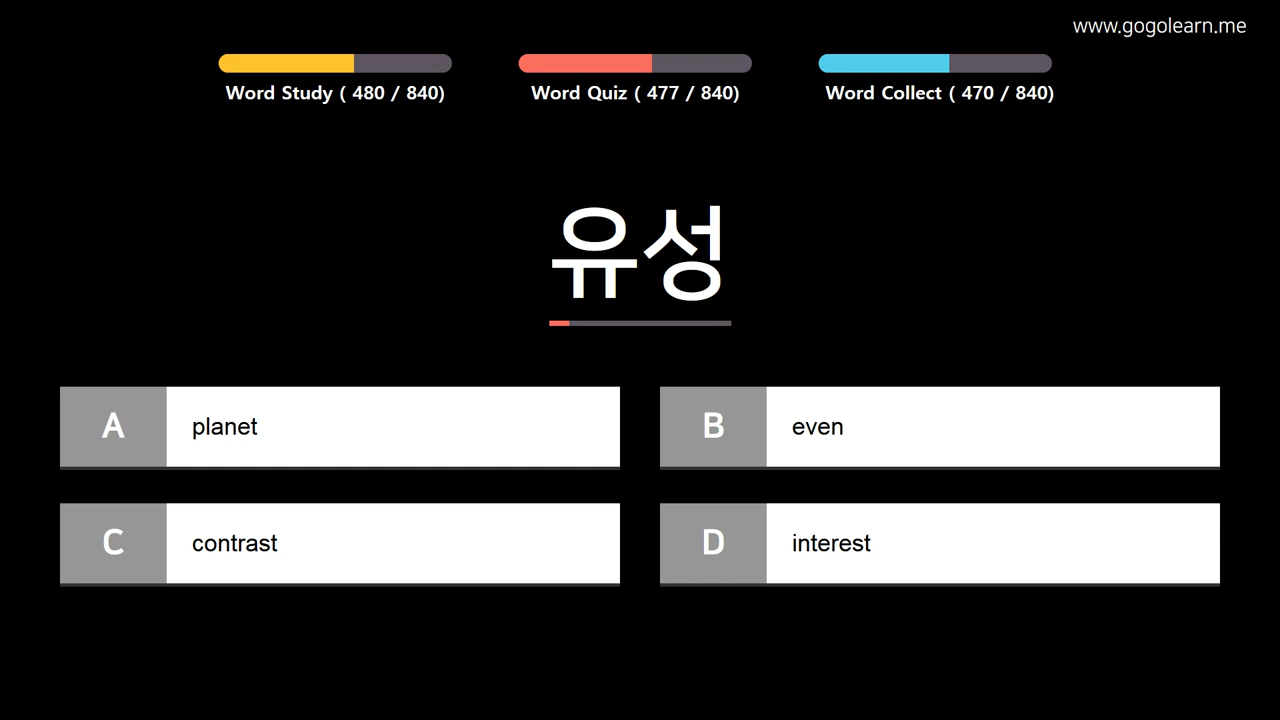 www.gogolearn.me
Word Study ( 480 / 840)
Word Quiz ( 477 / 840)
Word Collect ( 470 / 840)
유성
A planet
B even
C contrast
D interest